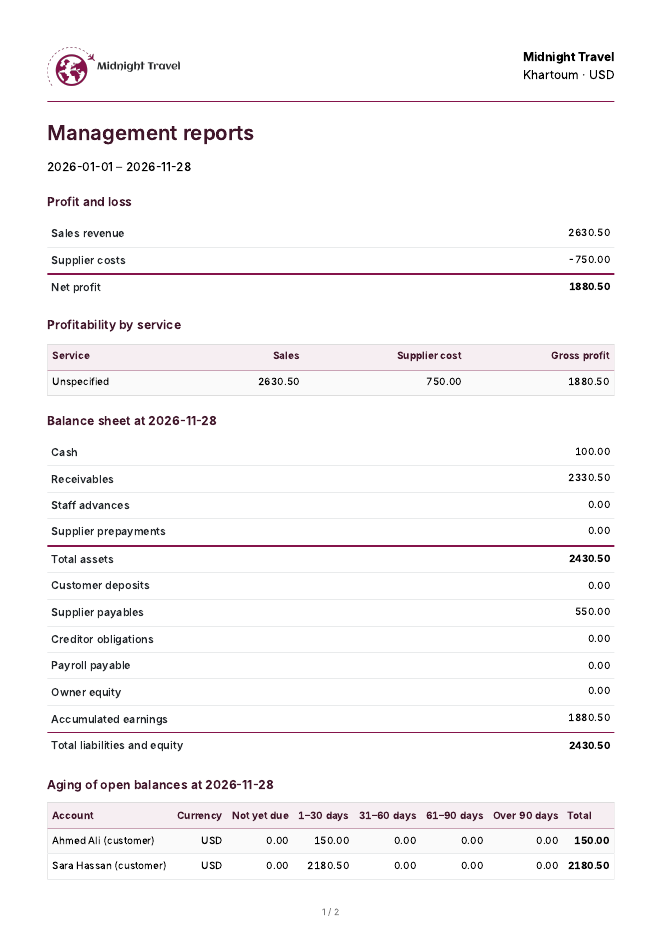 Midnight Travel
Midnight Travel
Khartoum · USD
Management reports
2026-01-01 – 2026-11-28
Profit and loss
Sales revenue 2630.50
Supplier costs -750.00
Net profit 1880.50
Profitability by service
Service Sales Supplier cost Gross profit
Unspecified 2630.50 750.00 1880.50
Balance sheet at 2026-11-28
Cash 100.00
Receivables 2330.50
Staff advances 0.00
Supplier prepayments 0.00
Total assets 2430.50
Customer deposits 0.00
Supplier payables 550.00
Creditor obligations 0.00
Payroll payable 0.00
Owner equity 0.00
Accumulated earnings 1880.50
Total liabilities and equity 2430.50
Aging of open balances at 2026-11-28
Account Currency Not yet due 1–30 days 31–60 days 61–90 days Over 90 days Total
Ahmed Ali (customer) USD 0.00 150.00 0.00 0.00 0.00 150.00
Sara Hassan (customer) USD 0.00 2180.50 0.00 0.00 0.00 2180.50
1 / 2